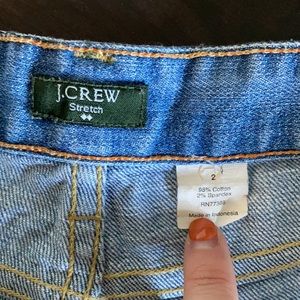 J.CREW
Stretch
2
98% Cotton
2% Spandex
RN77388
Made in Indonesia